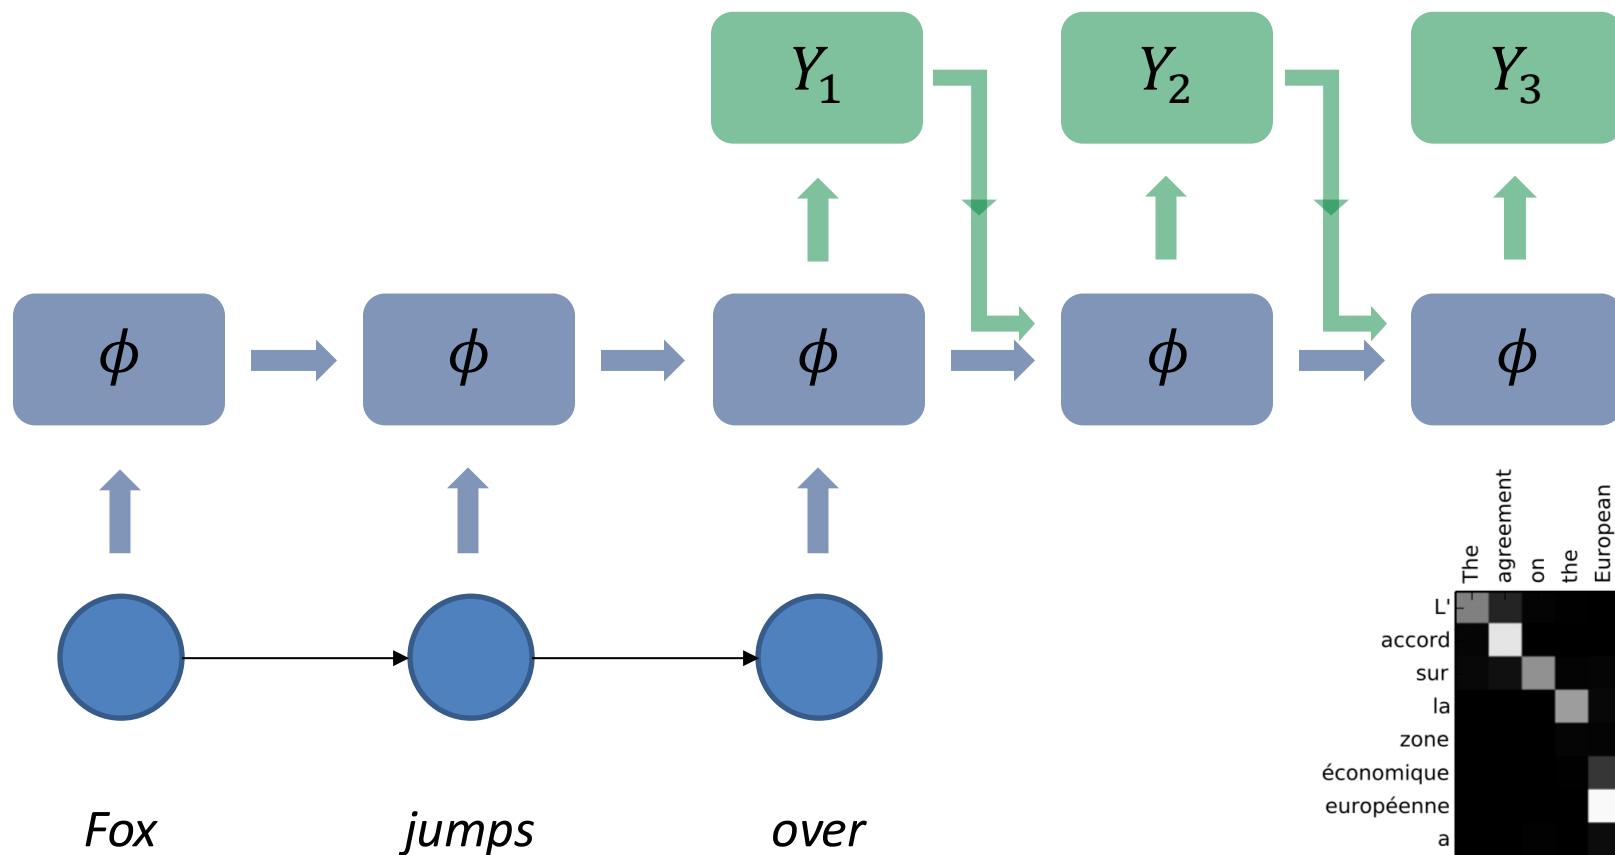 Y₁ Y₂ Y₃
ϕ ϕ ϕ ϕ ϕ
Fox jumps over
The agreement on the European
L'
accord
sur
la
zone
économique
européenne
a